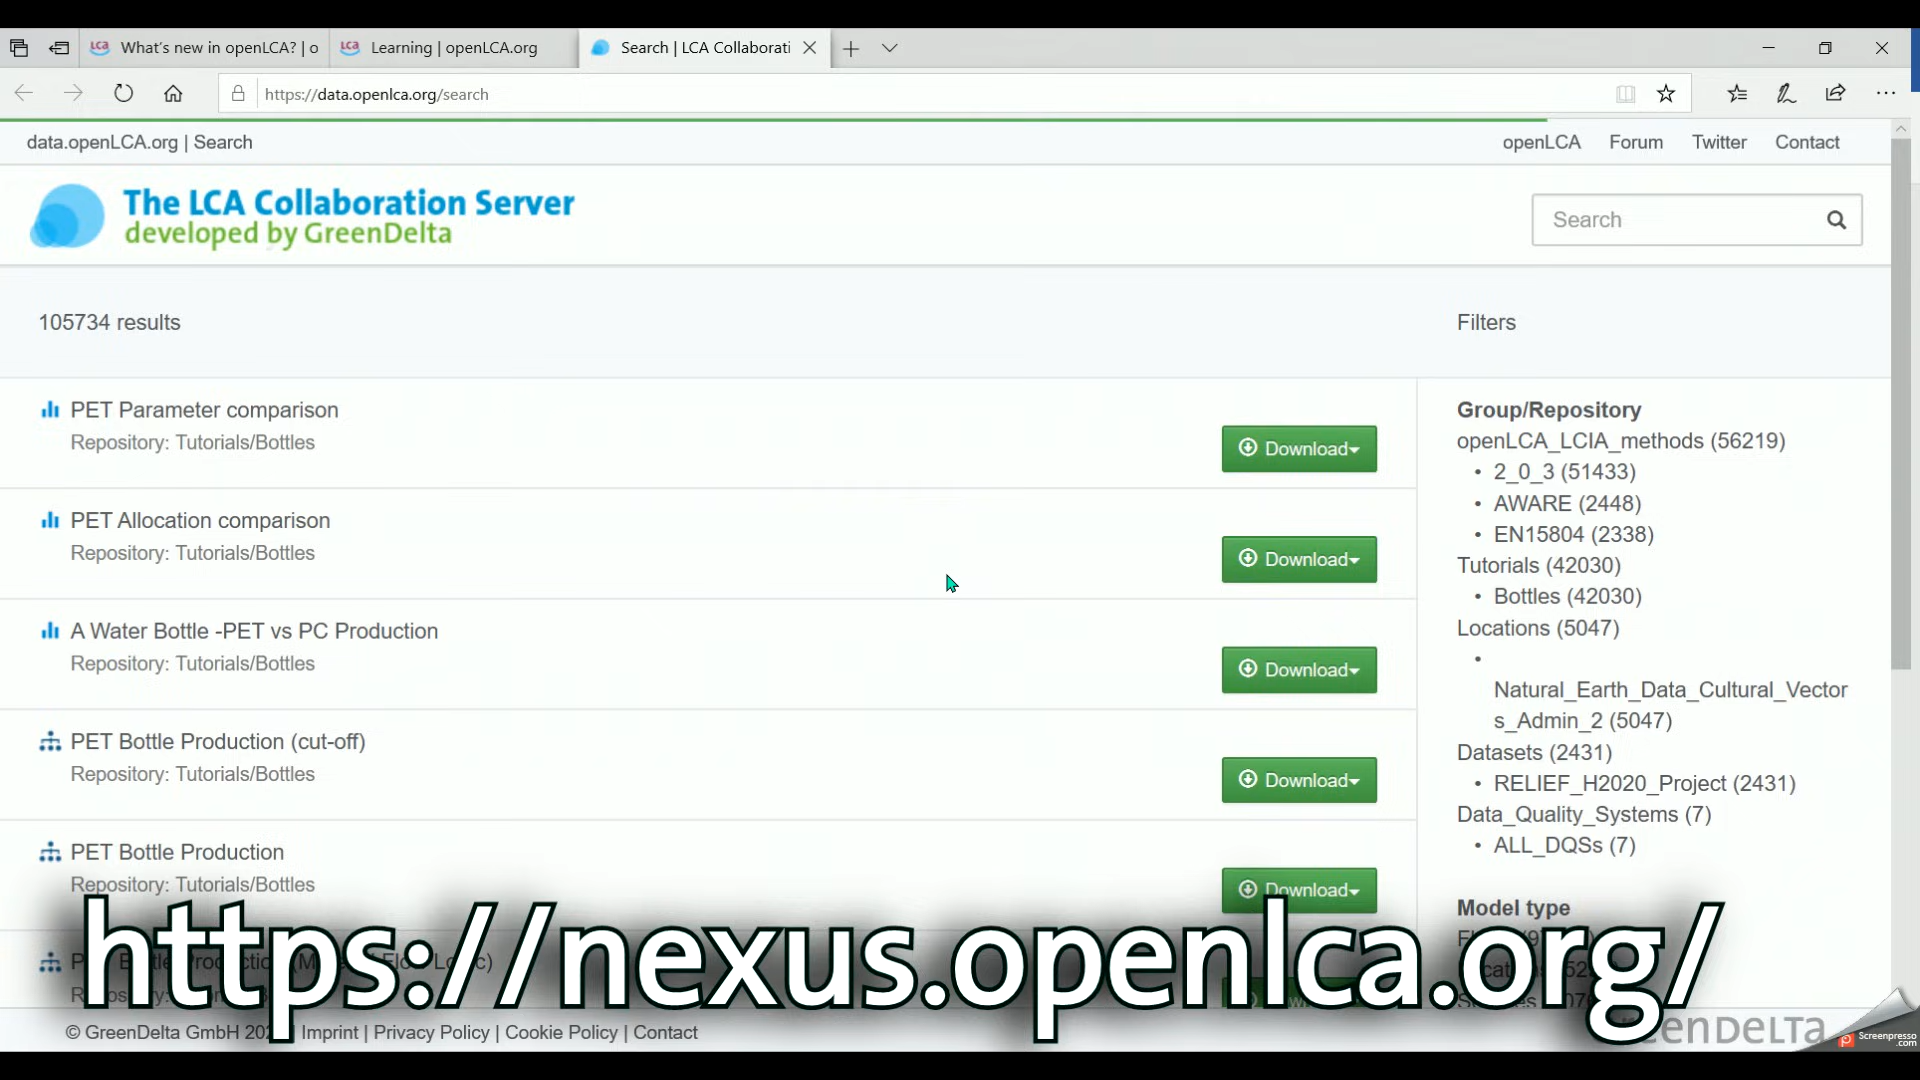 What's new in openLCA? | o
Learning | openLCA.org
Search | LCA Collaborati
https://data.openlca.org/search
data.openLCA.org | Search
openLCA Forum Twitter Contact
The LCA Collaboration Server
developed by GreenDelta
Search
105734 results
Filters
PET Parameter comparison
Repository: Tutorials/Bottles
Download
PET Allocation comparison
Repository: Tutorials/Bottles
Download
A Water Bottle -PET vs PC Production
Repository: Tutorials/Bottles
Download
PET Bottle Production (cut-off)
Repository: Tutorials/Bottles
Download
PET Bottle Production
Repository: Tutorials/Bottles
Download
Group/Repository
openLCA_LCIA_methods (56219)
• 2_0_3 (51433)
• AWARE (2448)
• EN15804 (2338)
Tutorials (42030)
• Bottles (42030)
Locations (5047)
•
Natural_Earth_Data_Cultural_Vector
s_Admin_2 (5047)
Datasets (2431)
• RELIEF_H2020_Project (2431)
Data_Quality_Systems (7)
• ALL_DQSs (7)
Model type
https://nexus.openlca.org/
© GreenDelta GmbH | Imprint | Privacy Policy | Cookie Policy | Contact
Screenpresso
.com